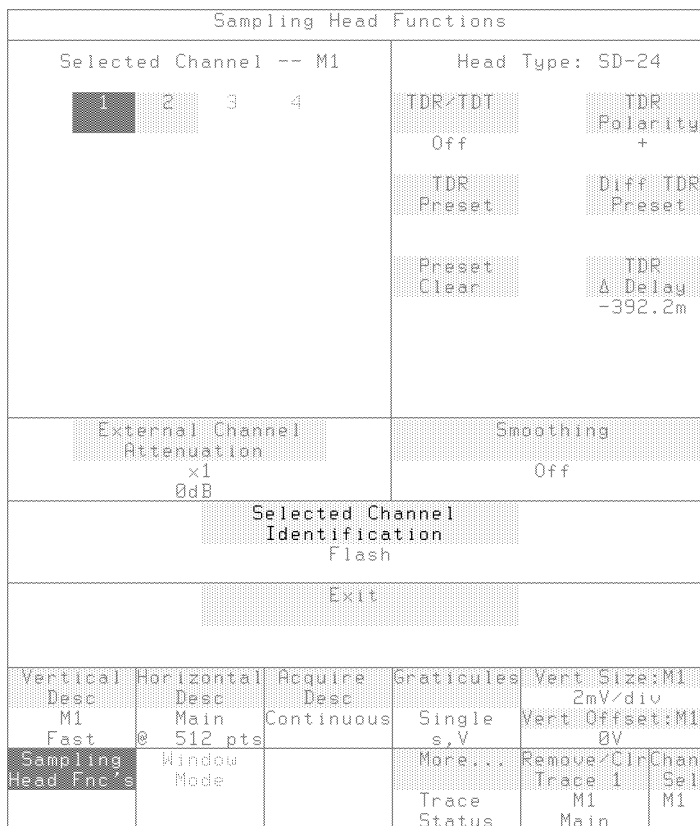 Sampling Head Functions
Selected Channel -- M1
1 2 3 4
External Channel
Attenuation
x1
0dB
Head Type: SD-24
TDR/TDT
Off
TDR
Polarity
+
TDR
Preset
Diff TDR
Preset
Preset
Clear
TDR
Δ Delay
-392.2m
Smoothing
Off
Selected Channel
Identification
Flash
Exit
Vertical
Desc
M1
Fast
Horizontal
Desc
Main
@ 512 pts
Acquire
Desc
Continuous
Graticules
Single
s,V
Vert Size:M1
2mV/div
Vert Offset:M1
0V
Sampling
Head Fnc's
Window
Mode
More...
Trace
Status
Remove/Clr
Trace 1
M1
Main
Chan
Sel
M1